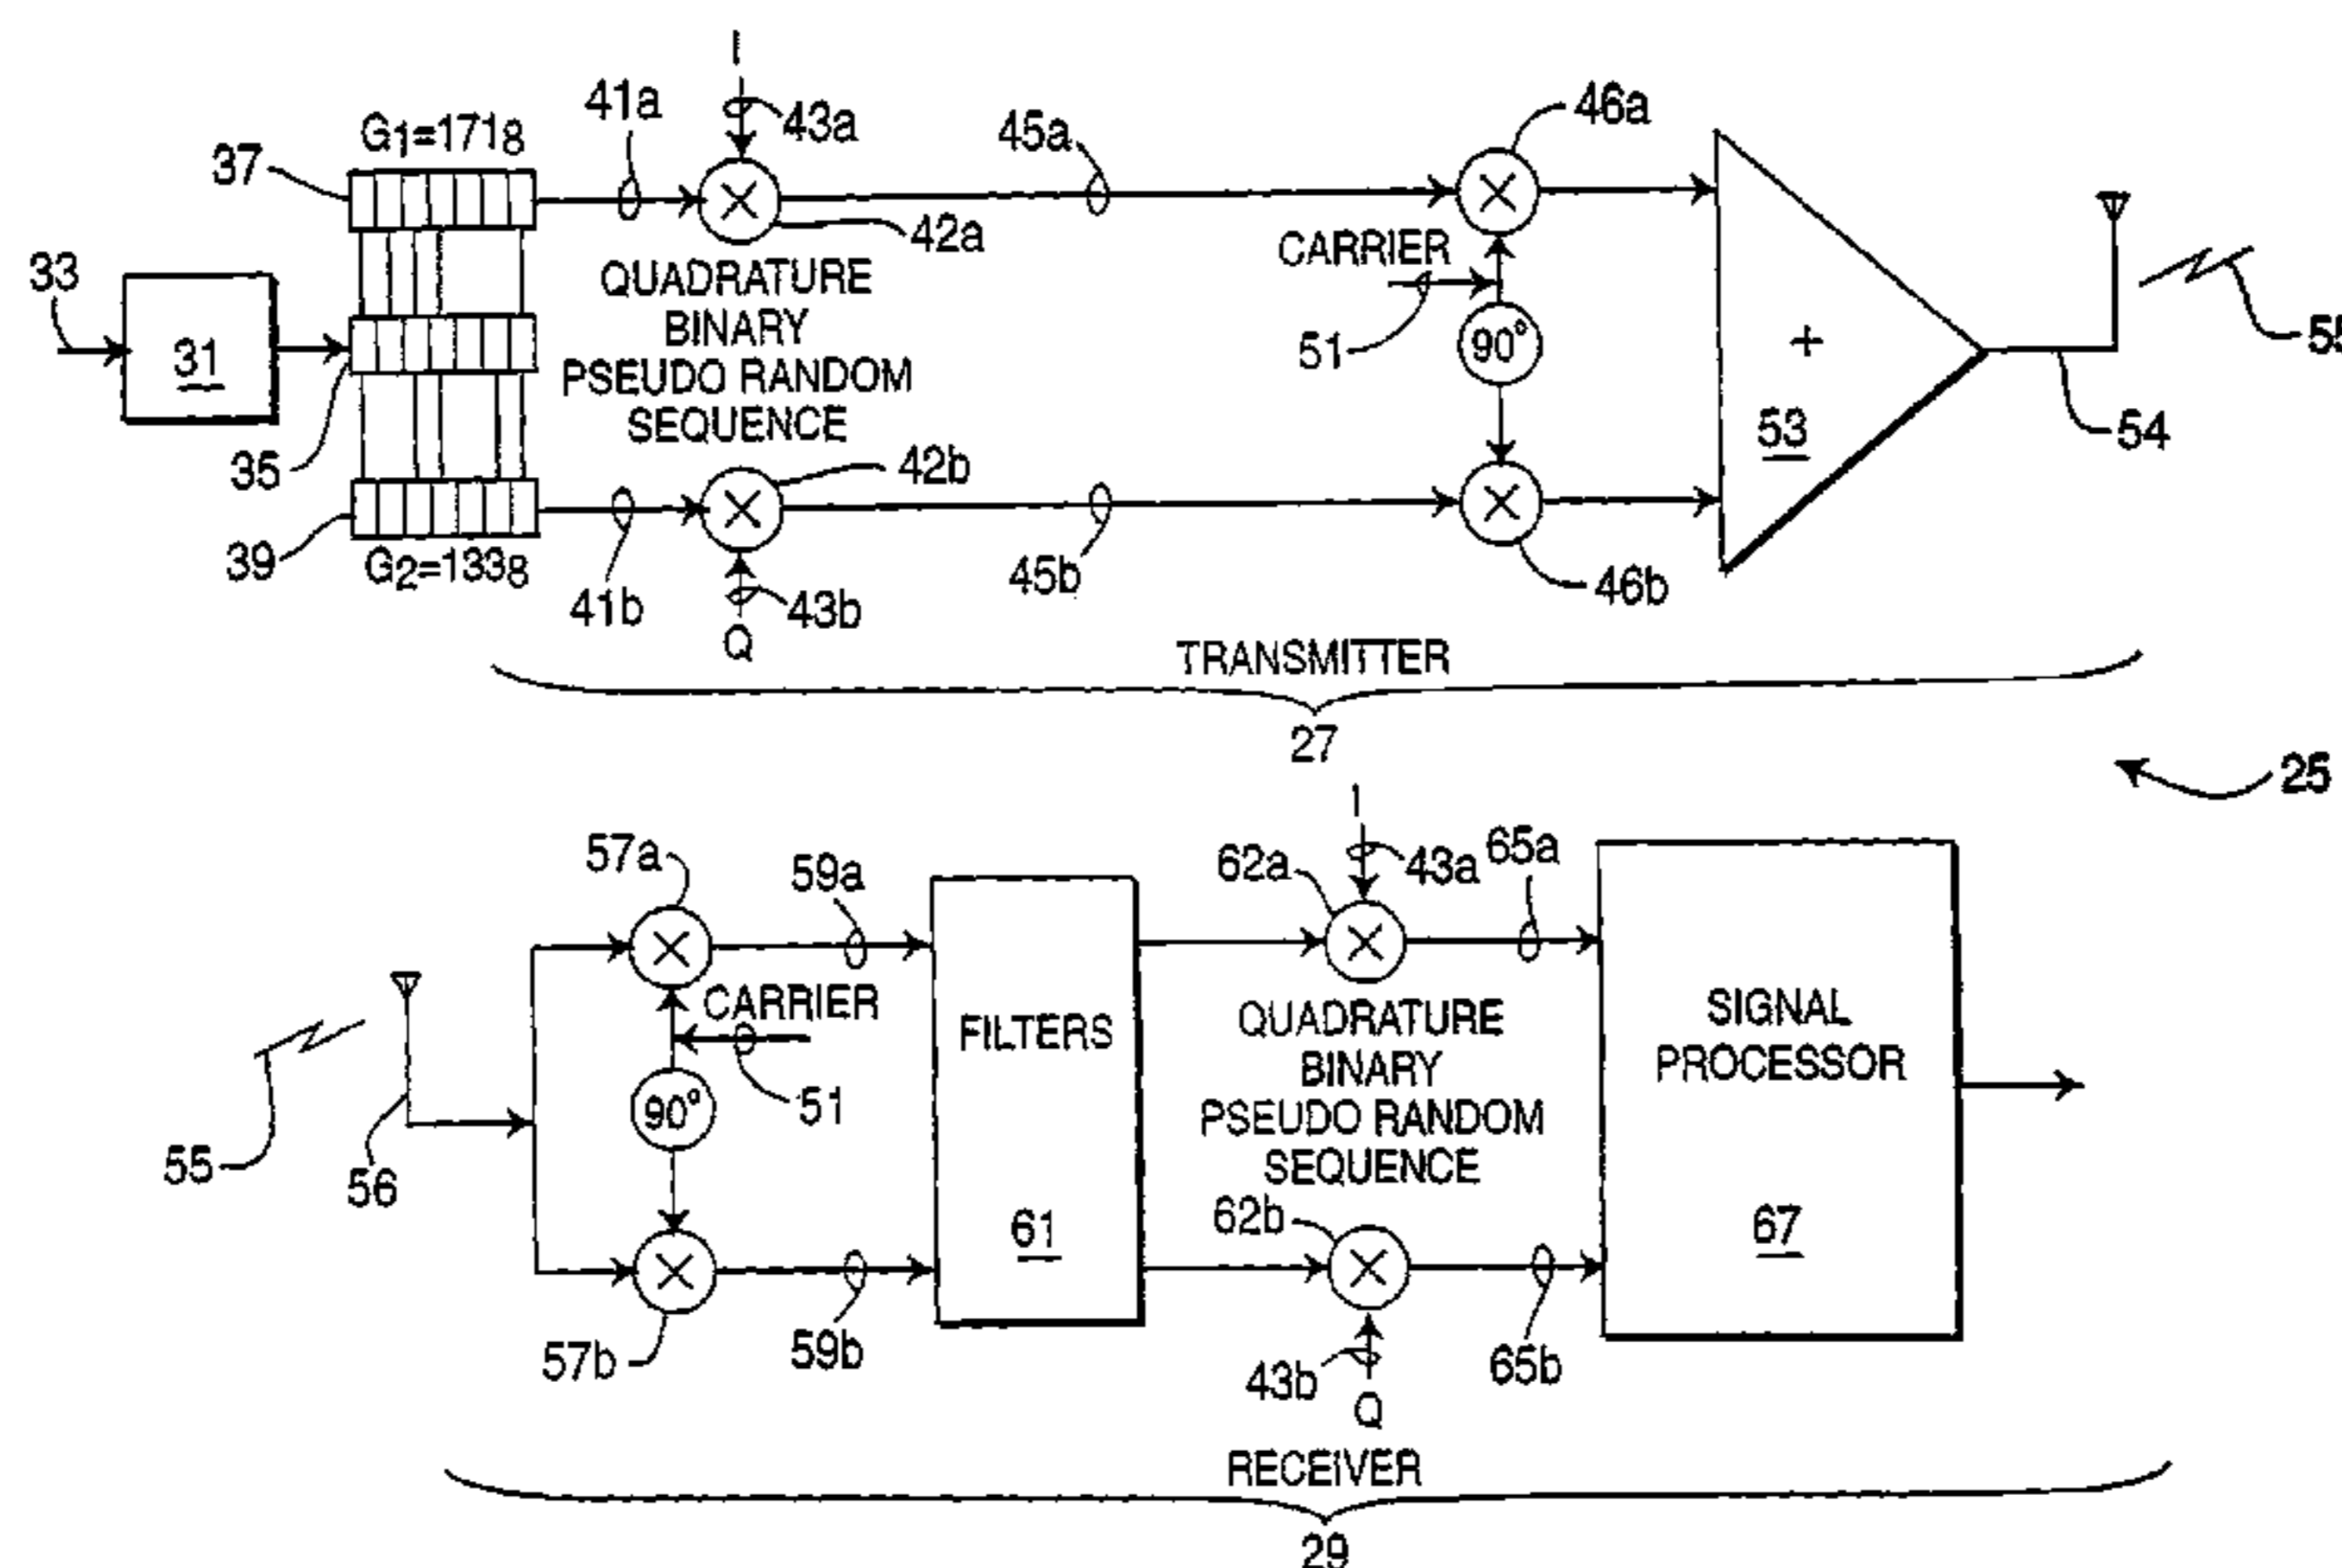 I
41a
43a
45a
46a
G1=1718
37
42a
CARRIER
33
31
QUADRATURE
BINARY
PSEUDO RANDOM
SEQUENCE
51
90°
+
53
55
54
35
42b
39
G2=1338
41b
43b
Q
45b
46b
TRANSMITTER
27
25
I
57a
59a
62a
43a
65a
CARRIER
FILTERS
QUADRATURE
BINARY
PSEUDO RANDOM
SEQUENCE
SIGNAL
PROCESSOR
90°
51
55
56
61
62b
67
57b
59b
43b
65b
Q
RECEIVER
29